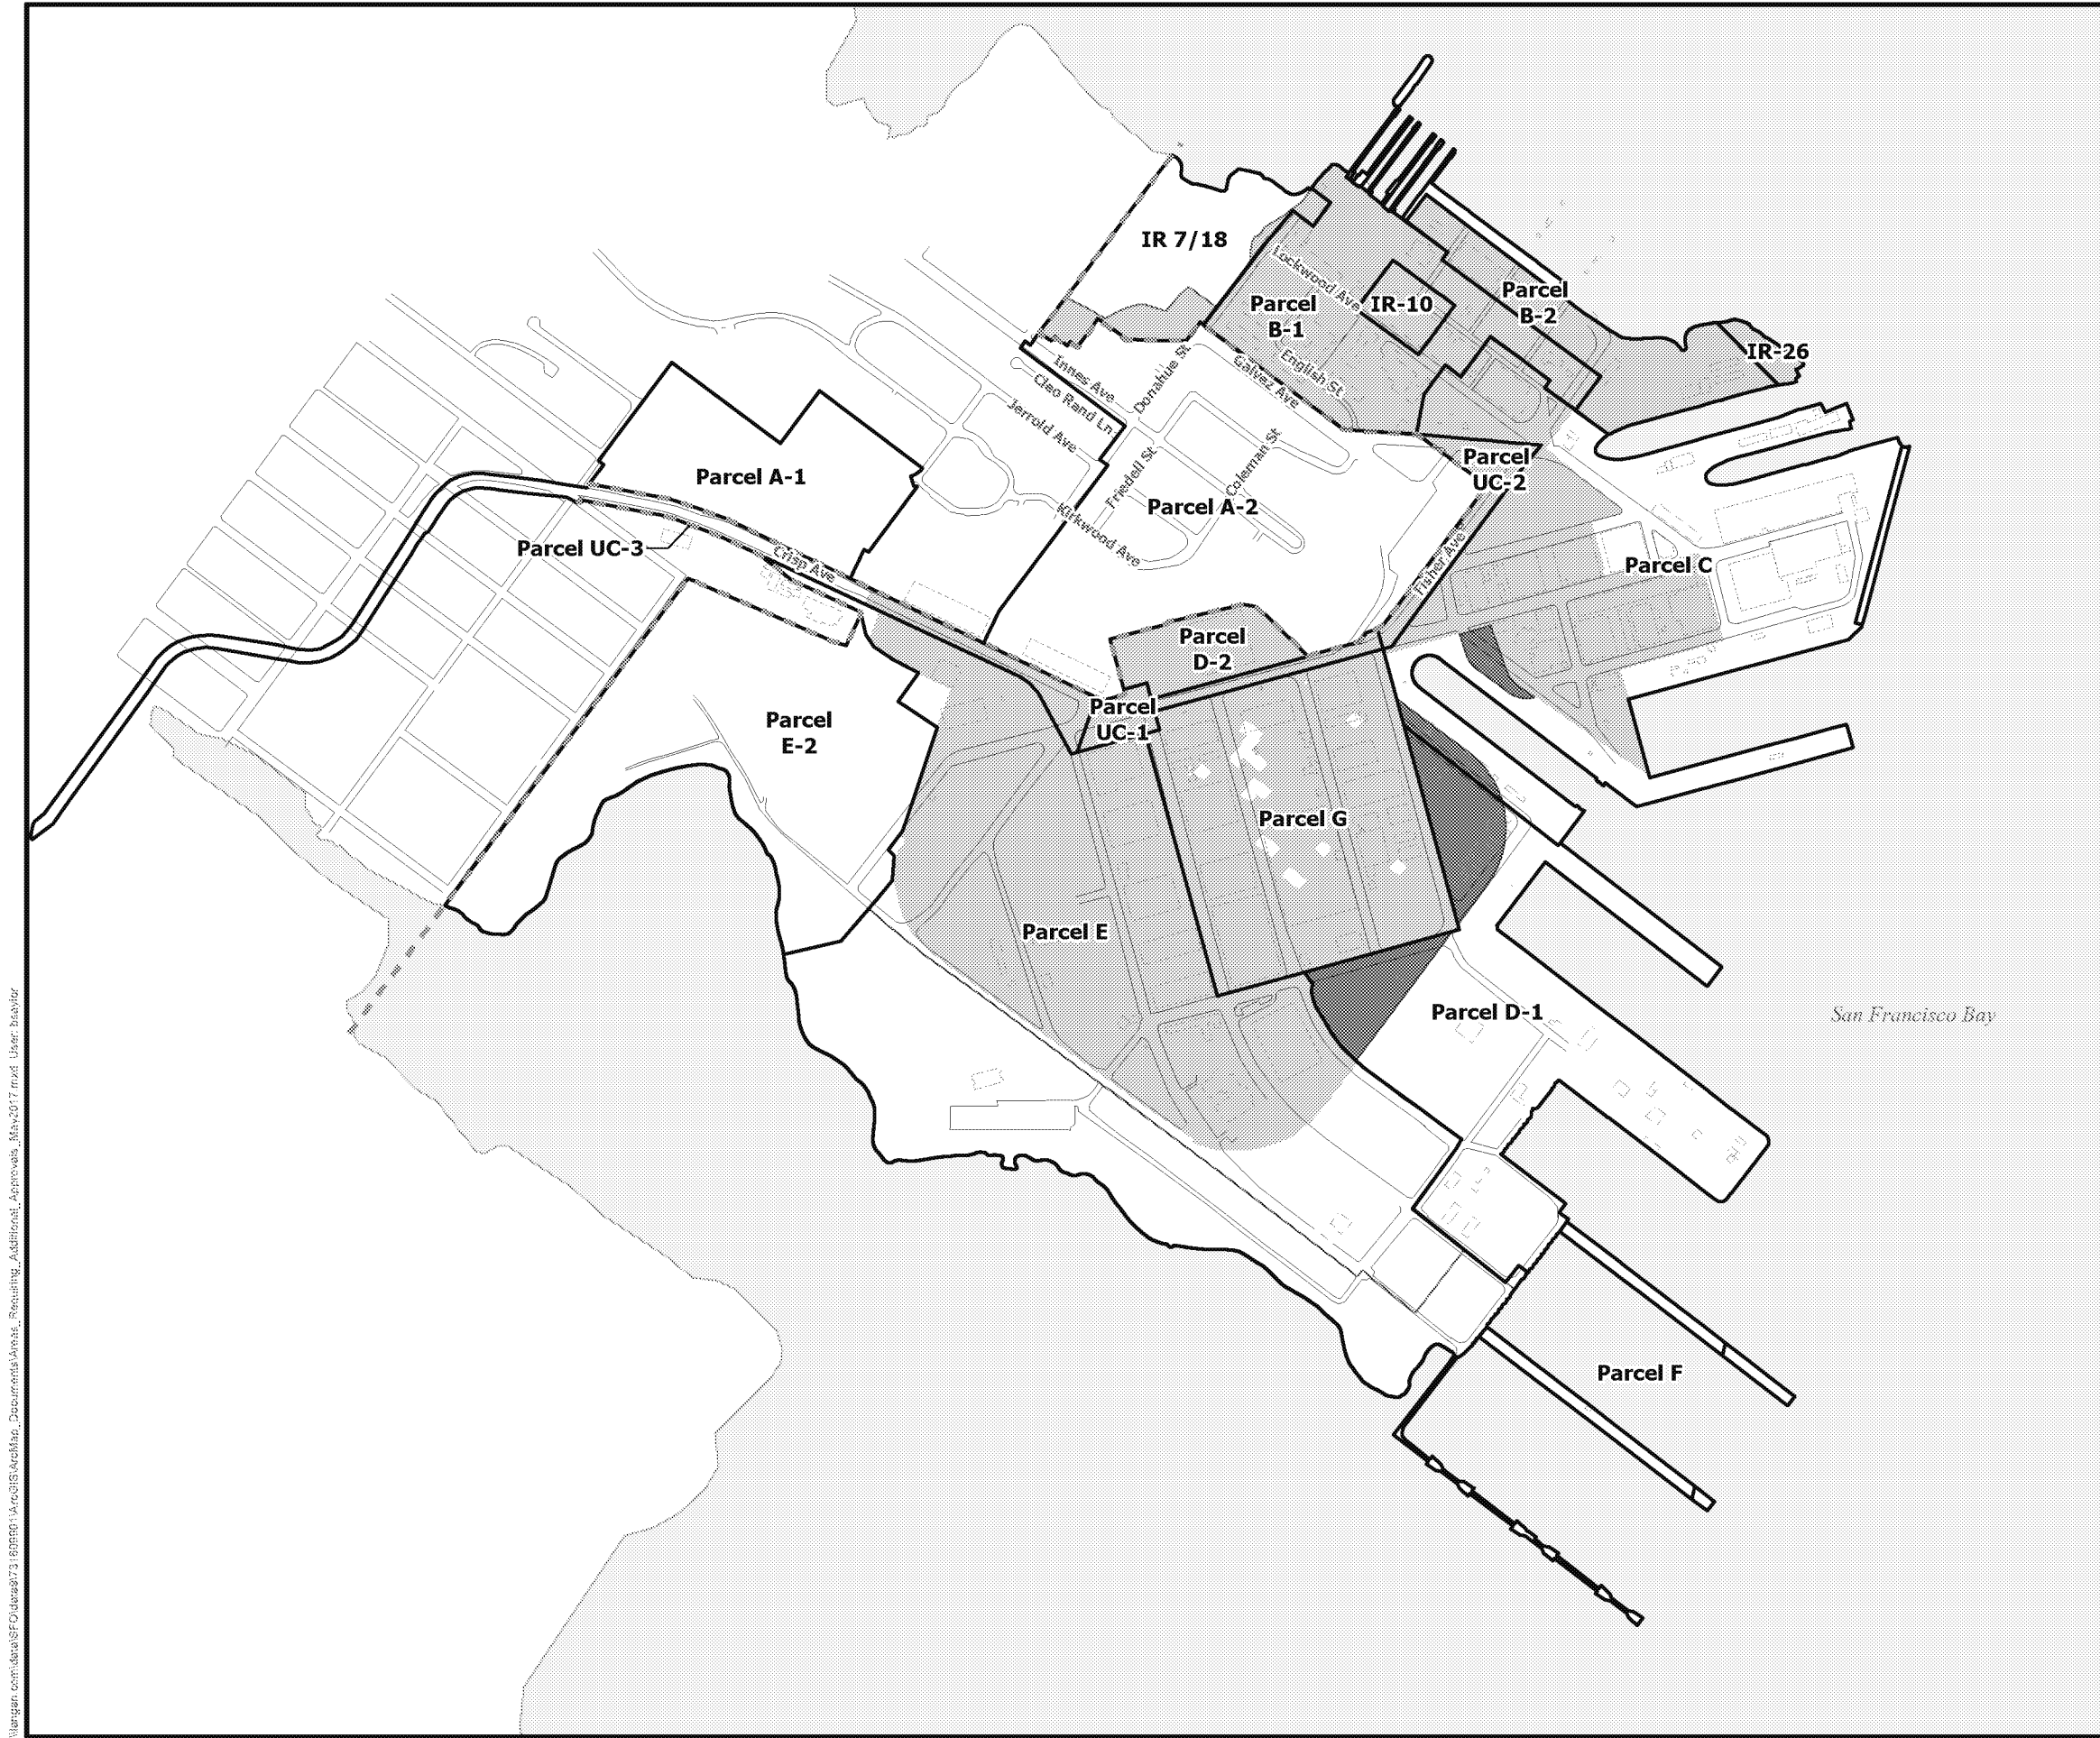 IR 7/18
Lockwood Ave
Parcel
B-1
IR-10
Parcel
B-2
IR-26
Innes Ave
Cleo Rand Ln
Jerrold Ave
Donahue St
Galvez Ave
English St
Parcel A-1
Friedell St
Coleman St
Parcel A-2
Kirkwood Ave
Parcel
UC-2
Parcel UC-3
Crisp Ave
Fisher Ave
Parcel C
Parcel
D-2
Parcel
E-2
Parcel
UC-1
Parcel G
Parcel E
Parcel D-1
San Francisco Bay
Parcel F